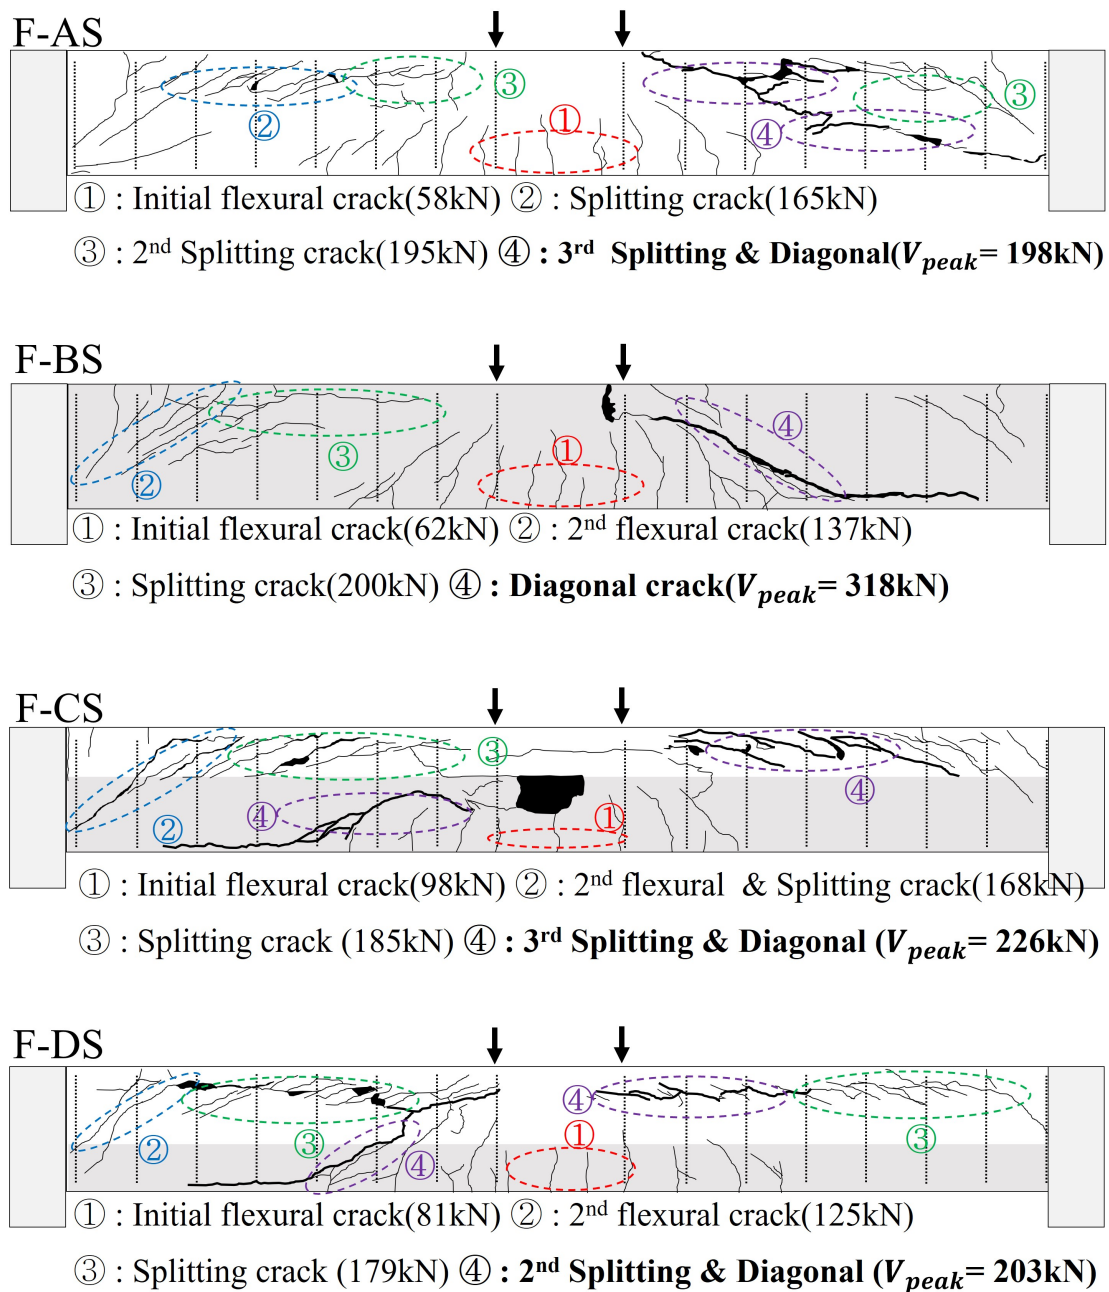 F-AS
② ③ ① ④ ③
① : Initial flexural crack(58kN) ② : Splitting crack(165kN)
③ : 2nd Splitting crack(195kN) ④ : 3rd Splitting & Diagonal(Vpeak= 198kN)
F-BS
② ③ ① ④
① : Initial flexural crack(62kN) ② : 2nd flexural crack(137kN)
③ : Splitting crack(200kN) ④ : Diagonal crack(Vpeak= 318kN)
F-CS
② ④ ③ ① ④
① : Initial flexural crack(98kN) ② : 2nd flexural & Splitting crack(168kN)
③ : Splitting crack (185kN) ④ : 3rd Splitting & Diagonal (Vpeak= 226kN)
F-DS
② ③ ④ ④ ① ③
① : Initial flexural crack(81kN) ② : 2nd flexural crack(125kN)
③ : Splitting crack (179kN) ④ : 2nd Splitting & Diagonal (Vpeak= 203kN)